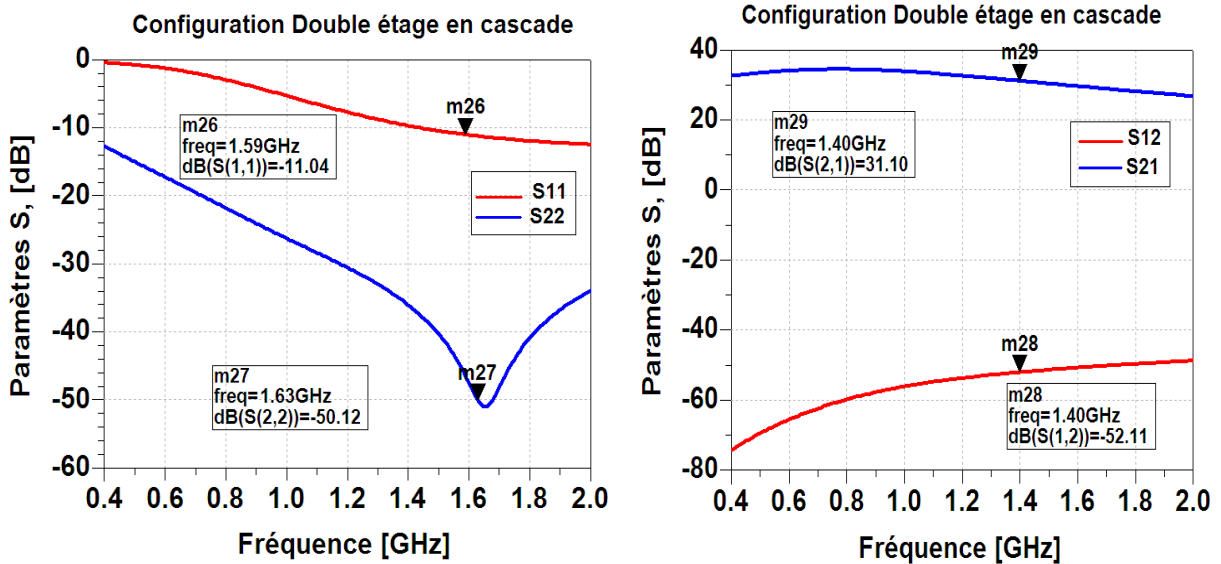 Configuration Double étage en cascade
0
-10
-20
-30
-40
-50
-60
Paramètres S, [dB]
m26
m26
freq=1.59GHz
dB(S(1,1))=-11.04
S11
S22
m27
m27
freq=1.63GHz
dB(S(2,2))=-50.12
0.4 0.6 0.8 1.0 1.2 1.4 1.6 1.8 2.0
Fréquence [GHz]
Configuration Double étage en cascade
40
20
0
-20
-40
-60
-80
Paramètres S, [dB]
m29
m29
freq=1.40GHz
dB(S(2,1))=31.10
S12
S21
m28
m28
freq=1.40GHz
dB(S(1,2))=-52.11
0.4 0.6 0.8 1.0 1.2 1.4 1.6 1.8 2.0
Fréquence [GHz]